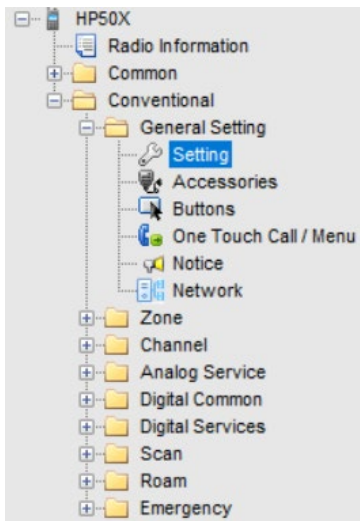 HP50X
Radio Information
Common
Conventional
General Setting
Setting
Accessories
Buttons
One Touch Call / Menu
Notice
Network
Zone
Channel
Analog Service
Digital Common
Digital Services
Scan
Roam
Emergency